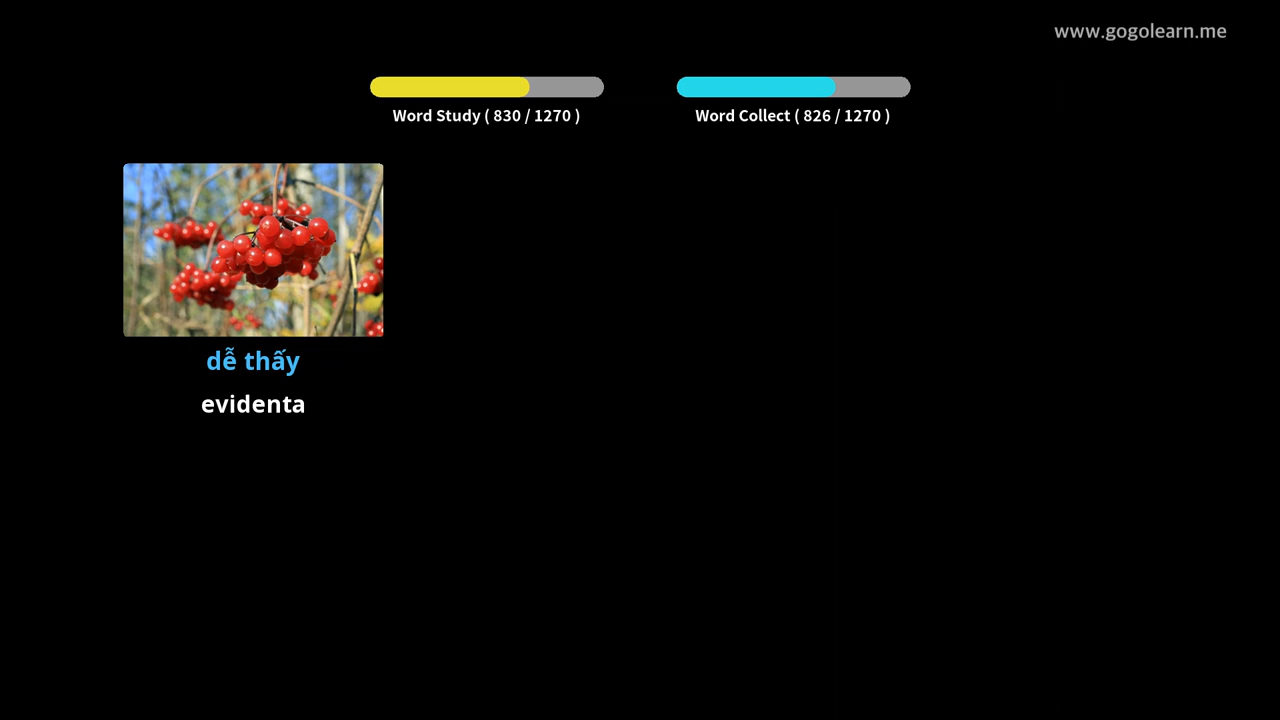 www.gogolearn.me
Word Study ( 830 / 1270 )
Word Collect ( 826 / 1270 )
dễ thấy
evidenta